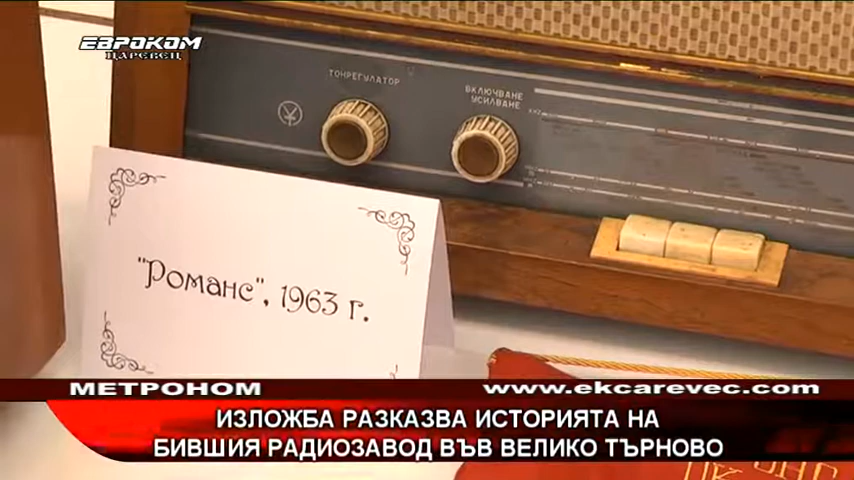 ЕВРОКОМ
ЦАРЕВЕЦ
ТОНРЕГУЛАТОР
ВКЛЮЧВАНЕ
УСИЛВАНЕ
"Романс", 1963 г.
МЕТРОНОМ
www.ekcarevec.com
ИЗЛОЖБА РАЗКАЗВА ИСТОРИЯТА НА
БИВШИЯ РАДИОЗАВОД ВЪВ ВЕЛИКО ТЪРНОВО